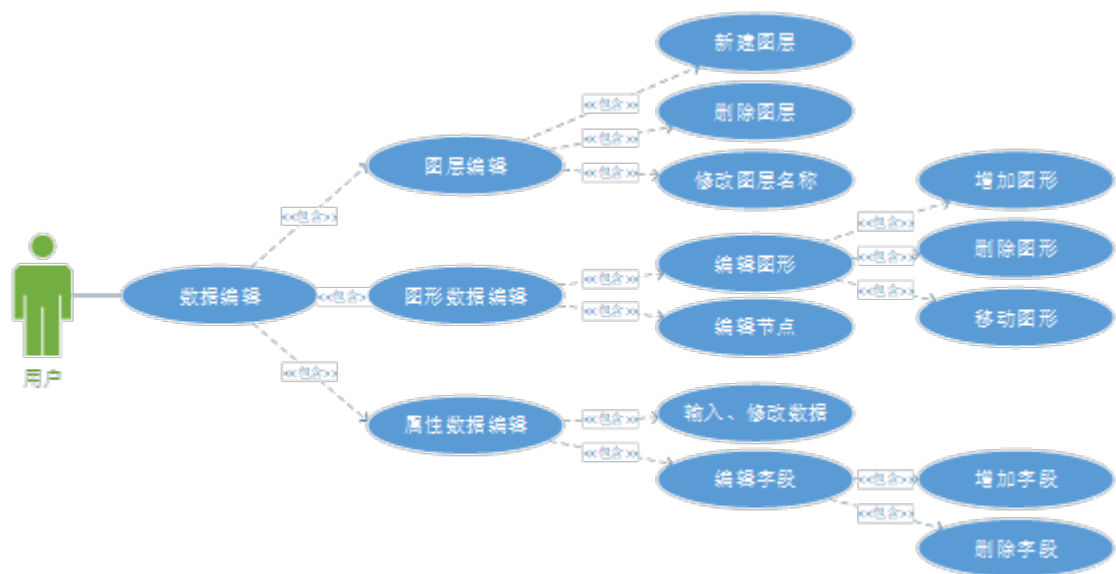 新建图层
<<包含>>
删除图层
<<包含>>
图层编辑
<<包含>>
修改图层名称
增加图形
<<包含>>
<<包含>>
编辑图形
<<包含>>
删除图形
<<包含>>
数据编辑
<<包含>>
图形数据编辑
<<包含>>
移动图形
<<包含>>
编辑节点
用户
<<包含>>
属性数据编辑
<<包含>>
输入、修改数据
<<包含>>
编辑字段
<<包含>>
增加字段
<<包含>>
删除字段